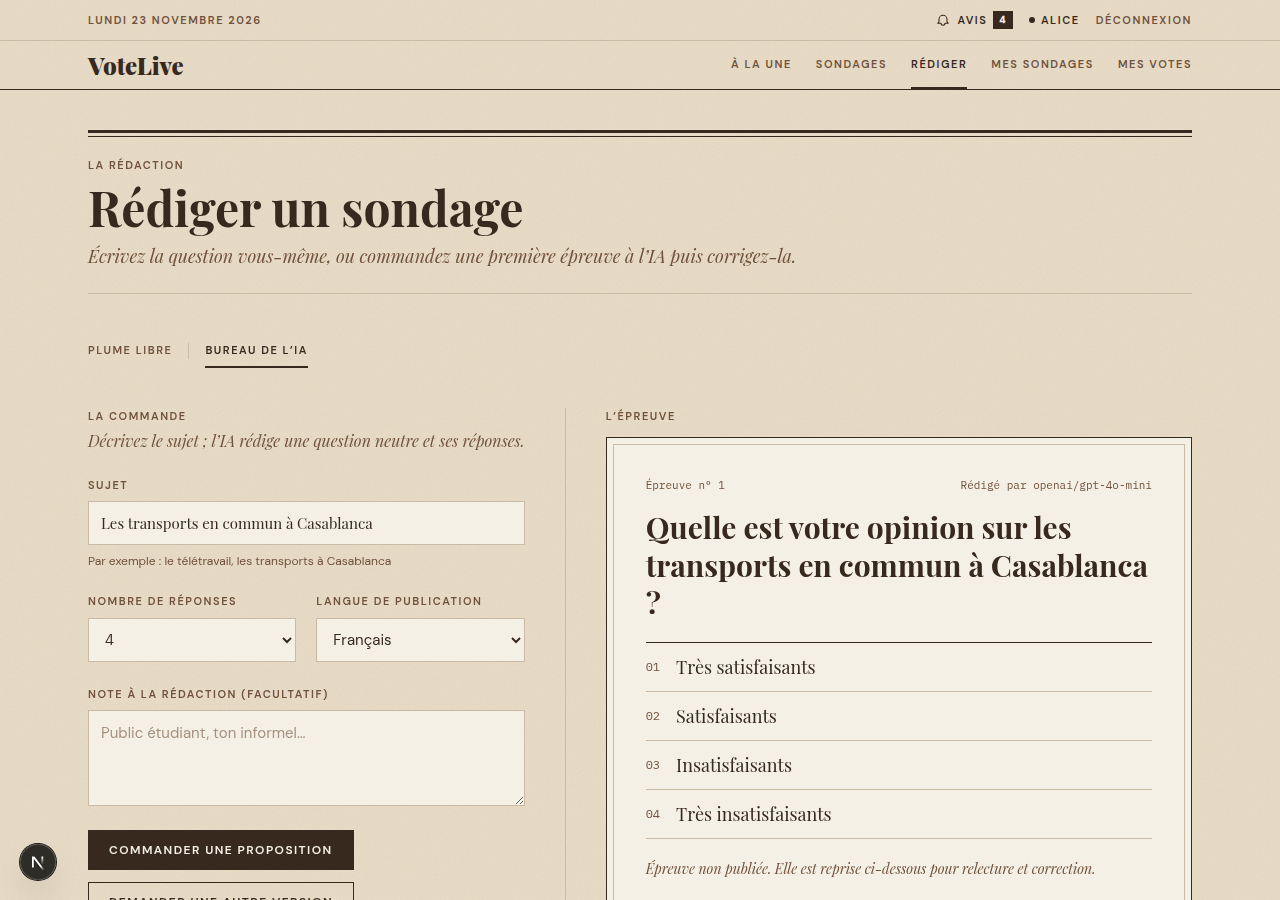 LUNDI 23 NOVEMBRE 2026
AVIS 4 ALICE DÉCONNEXION
VoteLive
À LA UNE SONDAGES RÉDIGER MES SONDAGES MES VOTES
LA RÉDACTION
Rédiger un sondage
Écrivez la question vous-même, ou commandez une première épreuve à l’IA puis corrigez-la.
PLUME LIBRE BUREAU DE L’IA
LA COMMANDE
Décrivez le sujet ; l’IA rédige une question neutre et ses réponses.
SUJET
Les transports en commun à Casablanca
Par exemple : le télétravail, les transports à Casablanca
NOMBRE DE RÉPONSES LANGUE DE PUBLICATION
4 Français
NOTE À LA RÉDACTION (FACULTATIF)
Public étudiant, ton informel…
COMMANDER UNE PROPOSITION
DEMANDER UNE AUTRE VERSION
L’ÉPREUVE
Épreuve n° 1 Rédigé par openai/gpt-4o-mini
Quelle est votre opinion sur les
transports en commun à Casablanca
?
01 Très satisfaisants
02 Satisfaisants
03 Insatisfaisants
04 Très insatisfaisants
Épreuve non publiée. Elle est reprise ci-dessous pour relecture et correction.